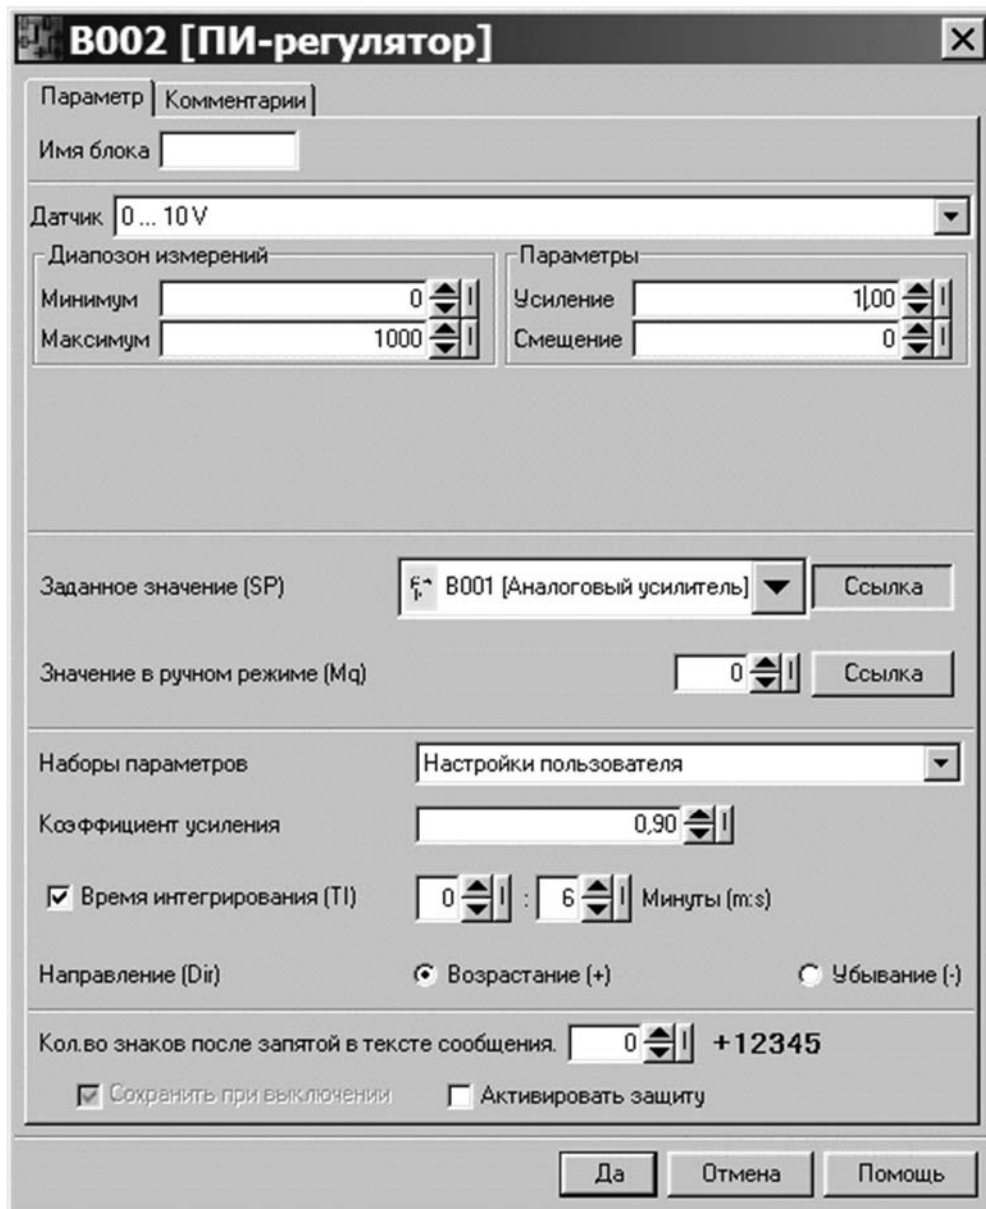 B002 [ПИ-регулятор]
Параметр Комментарии
Имя блока
Датчик 0 ... 10 V
Диапозон измерений Параметры
Минимум 0 Усиление 1,00
Максимум 1000 Смещение 0
Заданное значение (SP) B001 [Аналоговый усилитель] Ссылка
Значение в ручном режиме (Mq) 0 Ссылка
Наборы параметров Настройки пользователя
Коэффициент усиления 0,90
Время интегрирования (TI) 0 : 6 Минуты (m:s)
Направление (Dir) Возрастание (+) Убывание (-)
Кол.во знаков после запятой в тексте сообщения. 0 +12345
Сохранить при выключении Активировать защиту
Да Отмена Помощь